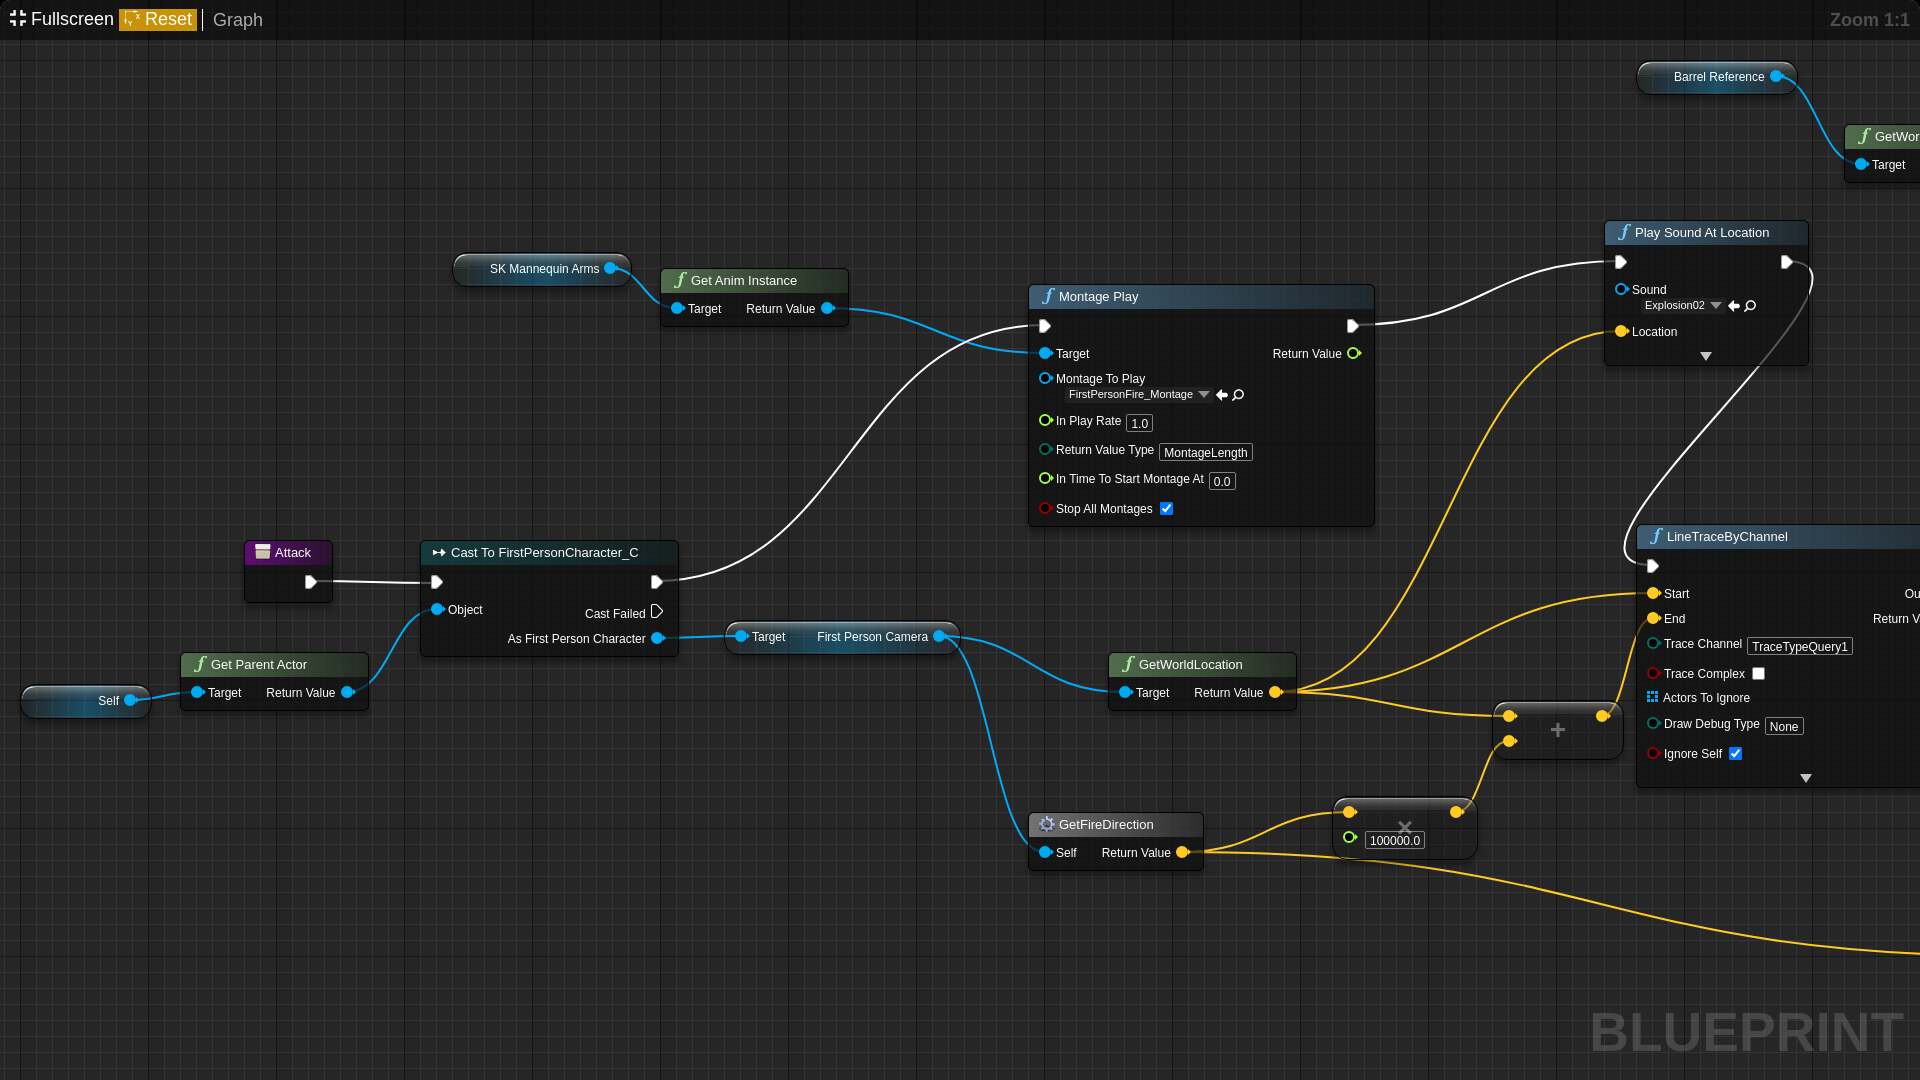 Fullscreen Reset Graph
Zoom 1:1
Barrel Reference
GetWor
Target
Play Sound At Location
Sound
Explosion02
Location
SK Mannequin Arms
Get Anim Instance
Target Return Value
Montage Play
Target Return Value
Montage To Play
FirstPersonFire_Montage
In Play Rate 1.0
Return Value Type MontageLength
In Time To Start Montage At 0.0
Stop All Montages
Attack
Cast To FirstPersonCharacter_C
Object
Cast Failed
As First Person Character
Target First Person Camera
Get Parent Actor
Target Return Value
Self
GetWorldLocation
Target Return Value
LineTraceByChannel
Start Ou
End Return V
Trace Channel TraceTypeQuery1
Trace Complex
Actors To Ignore
Draw Debug Type None
Ignore Self
+
×
100000.0
GetFireDirection
Self Return Value
BLUEPRINT